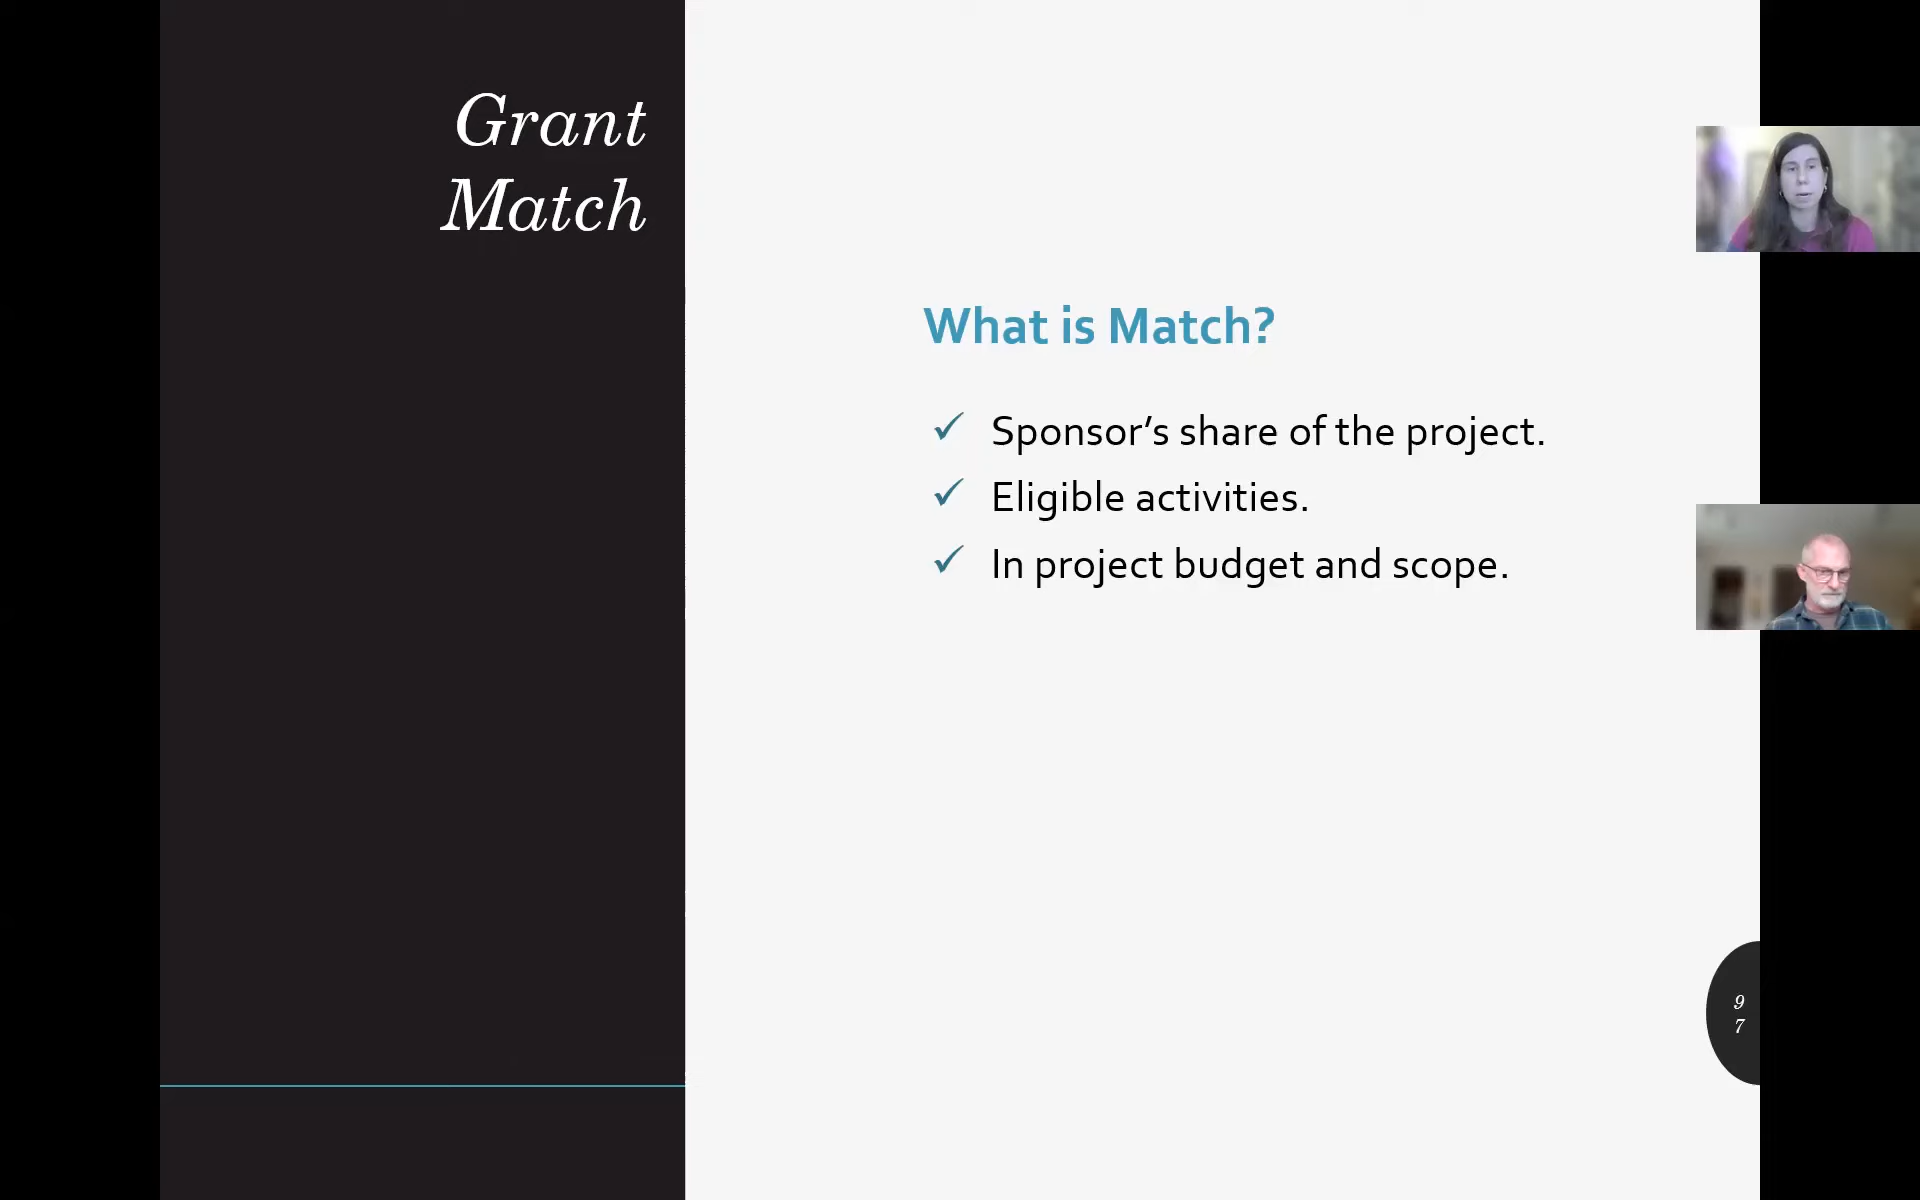 Grant
Match
What is Match?
✓ Sponsor’s share of the project.
✓ Eligible activities.
✓ In project budget and scope.
9
7